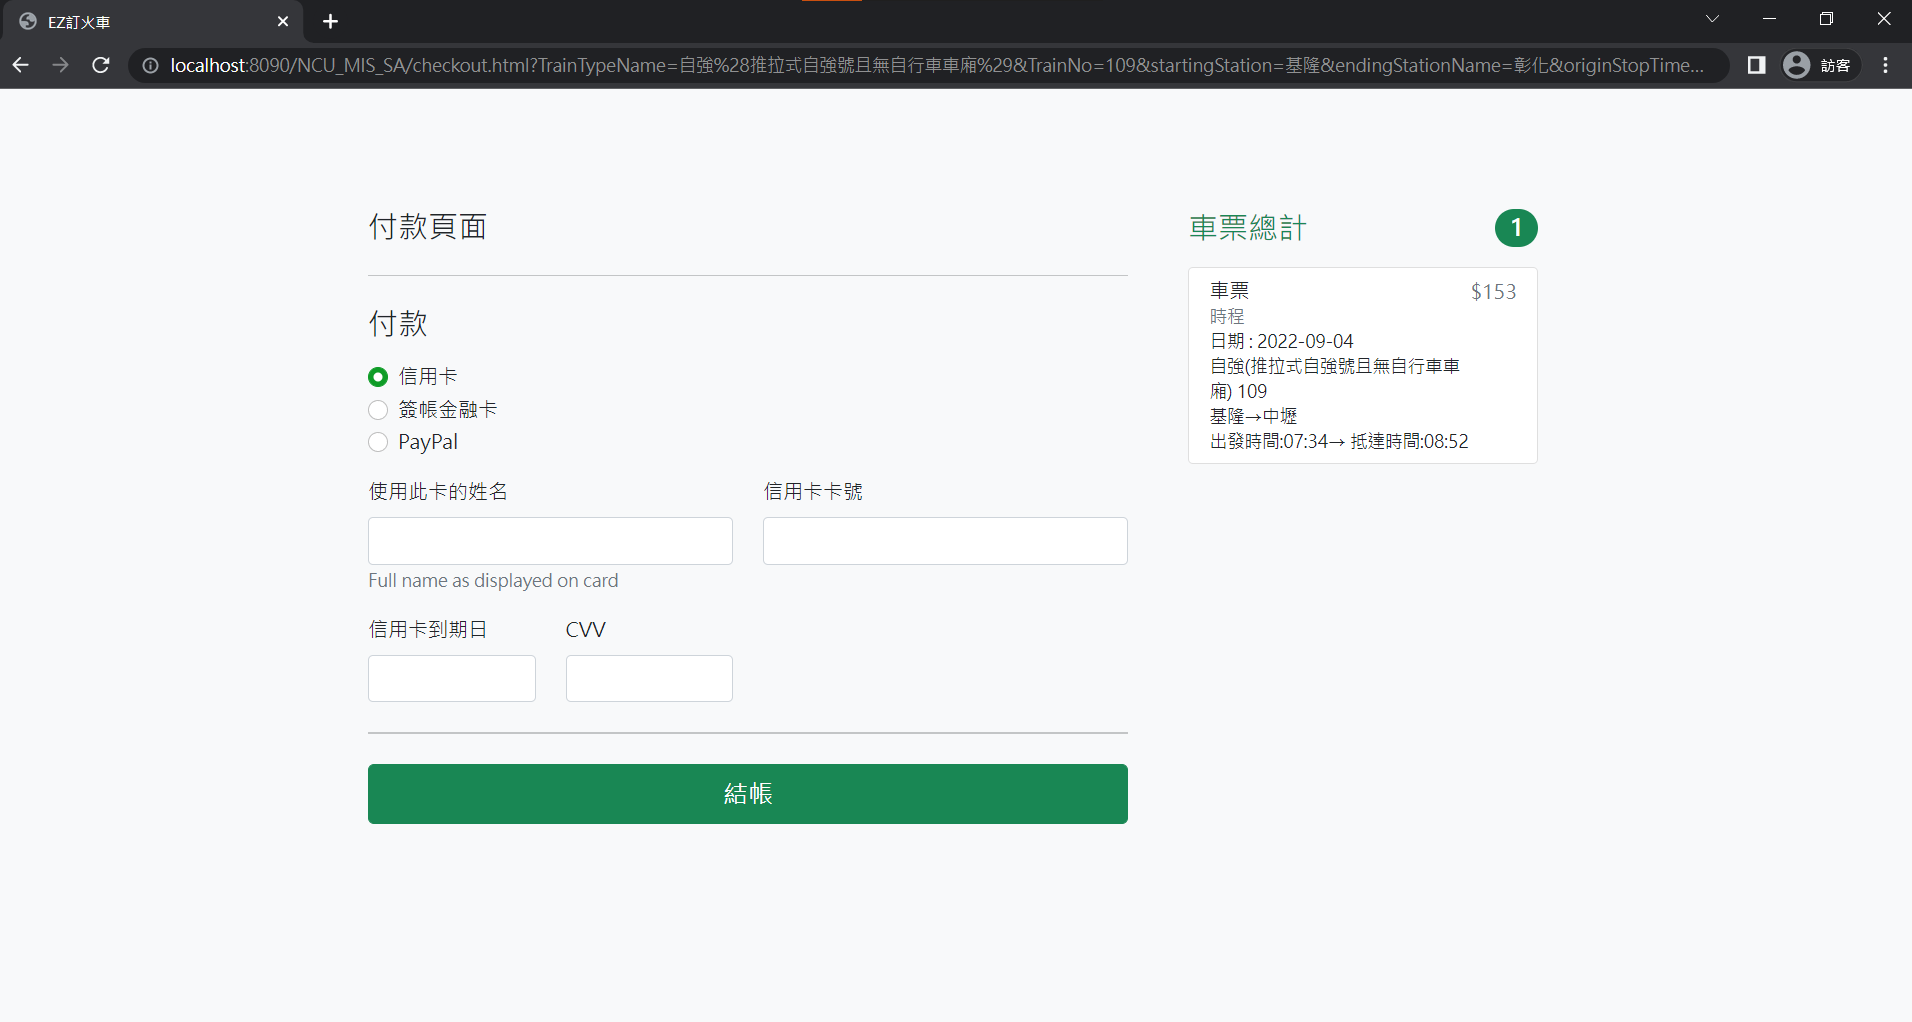 EZ訂火車
localhost:8090/NCU_MIS_SA/checkout.html?TrainTypeName=自強%28推拉式自強號且無自行車車廂%29&TrainNo=109&startingStation=基隆&endingStationName=彰化&originStopTime...
訪客
付款頁面
付款
信用卡
簽帳金融卡
PayPal
使用此卡的姓名
信用卡卡號
Full name as displayed on card
信用卡到期日
CVV
結帳
車票總計
1
車票
$153
時程
日期 : 2022-09-04
自強(推拉式自強號且無自行車車
廂) 109
基隆→中壢
出發時間:07:34→ 抵達時間:08:52